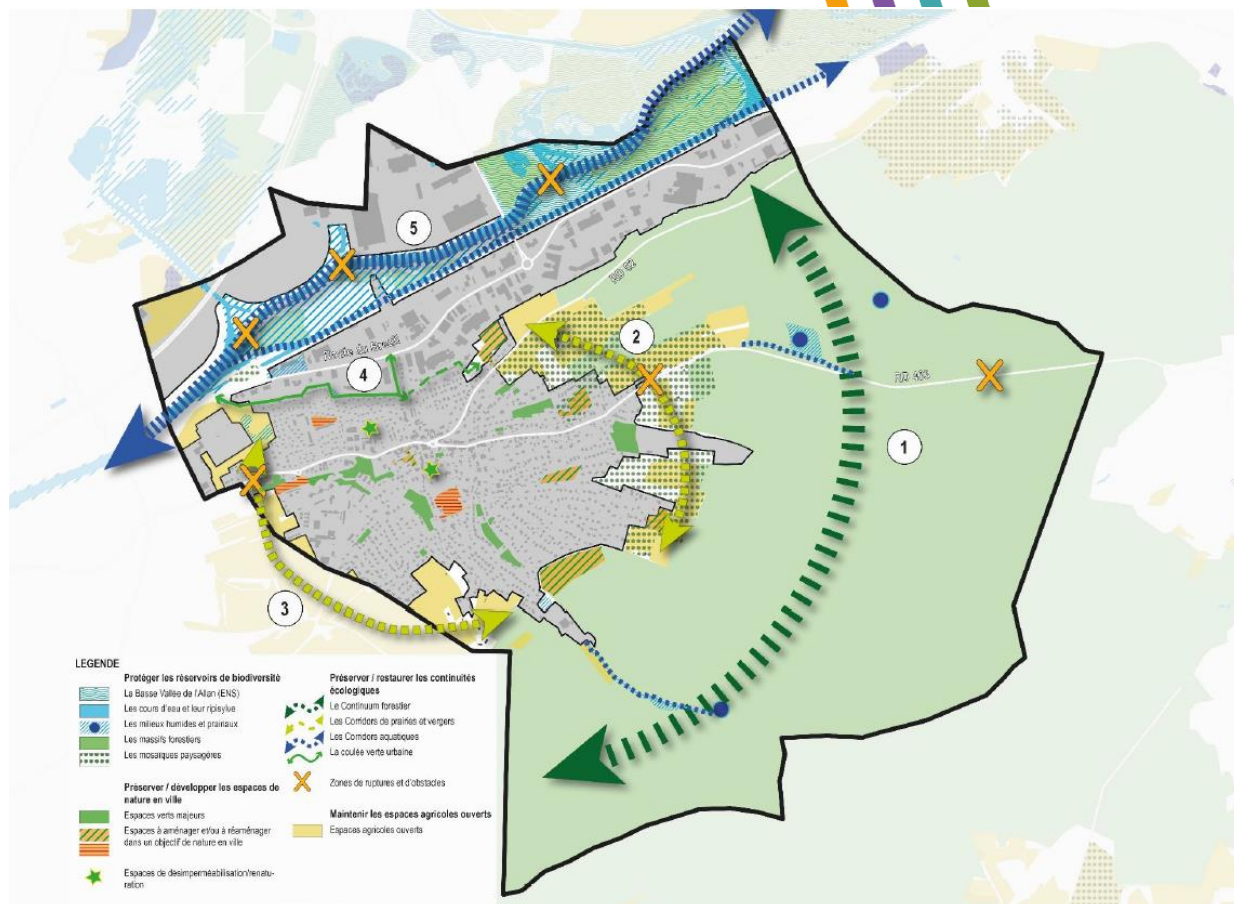 5
RD 52
2
Route du Breuil
4
RD 463
1
3
LEGENDE
Protéger les réservoirs de biodiversité
La Basse Vallée de l'Allan (ENS)
Les cours d'eau et leur ripisylve
Les milieux humides et prairiaux
Les massifs forestiers
Les mosaïques paysagères
Préserver / développer les espaces de
nature en ville
Espaces verts majeurs
Espaces à aménager et/ou à réaménager
dans un objectif de nature en ville
Espaces de désimperméabilisation/renatu-
ration
Préserver / restaurer les continuités
écologiques
Le Continuum forestier
Les Corridors de prairies et vergers
Les Corridors aquatiques
La coulée verte urbaine
Zones de ruptures et d'obstacles
Maintenir les espaces agricoles ouverts
Espaces agricoles ouverts